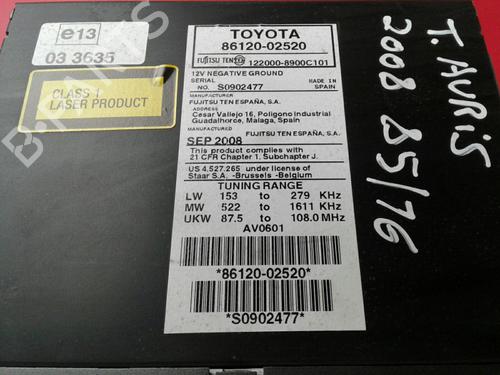 e13
03 3635
CLASS 1
LASER PRODUCT
TOYOTA
86120-02520
FUJITSU TEN 122000-8900C101
12V NEGATIVE GROUND
SERIAL NO. S0902477
MADE IN SPAIN
MANUFACTURER
FUJITSU TEN ESPAÑA, S.A.
ADDRESS
Cesar Vallejo 16, Poligono Industrial
Guadalhorce, Malaga, Spain
MANUFACTURED FUJITSU TEN ESPAÑA, S.A.
SEP 2008
This product complies with
21 CFR Chapter 1. Subchapter J.
US 4,527.265 under license of
Staar S.A. -Brussels -Belgium
TUNING RANGE
LW 153 to 279 KHz
MW 522 to 1611 KHz
UKW 87.5 to 108.0 MHz
AV0601
*86120-02520*
*S0902477*
T. AURIS
2008 85/76